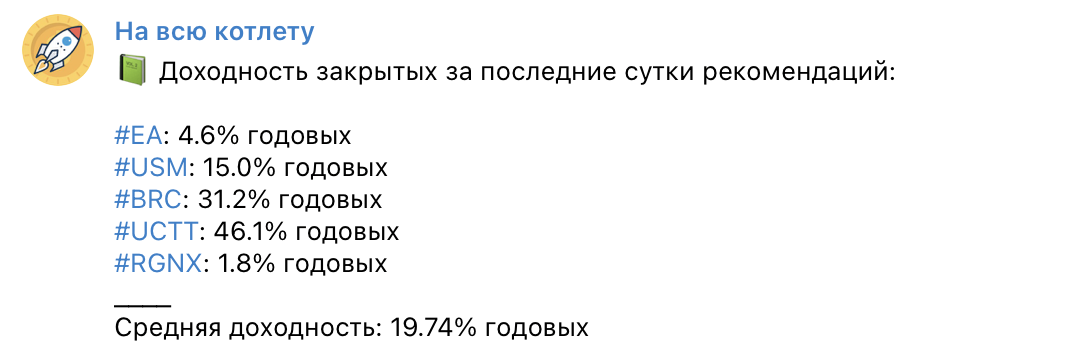 На всю котлету
Доходность закрытых за последние сутки рекомендаций:
#EA: 4.6% годовых
#USM: 15.0% годовых
#BRC: 31.2% годовых
#UCTT: 46.1% годовых
#RGNX: 1.8% годовых
____
Средняя доходность: 19.74% годовых